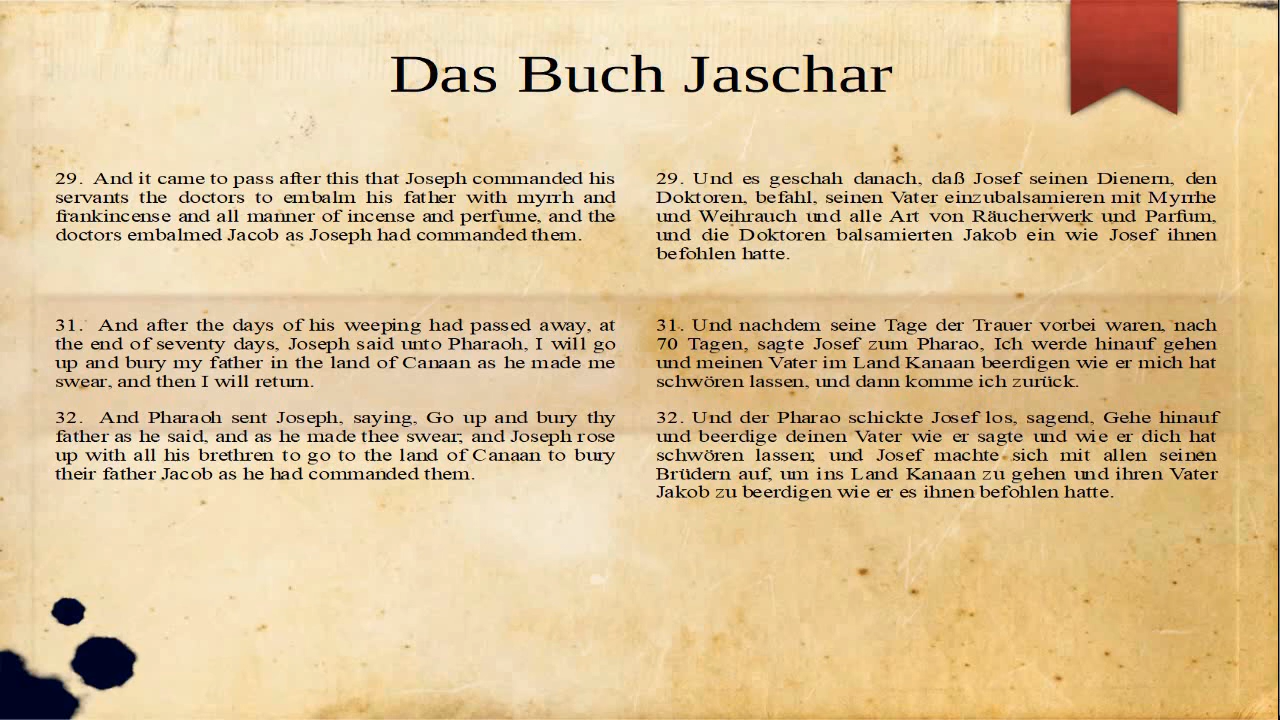 Das Buch Jaschar
29. And it came to pass after this that Joseph commanded his
servants the doctors to embalm his father with myrrh and
frankincense and all manner of incense and perfume, and the
doctors embalmed Jacob as Joseph had commanded them.
31. And after the days of his weeping had passed away, at
the end of seventy days, Joseph said unto Pharaoh, I will go
up and bury my father in the land of Canaan as he made me
swear, and then I will return.
32. And Pharaoh sent Joseph, saying, Go up and bury thy
father as he said, and as he made thee swear; and Joseph rose
up with all his brethren to go to the land of Canaan to bury
their father Jacob as he had commanded them.
29. Und es geschah danach, daß Josef seinen Dienern, den
Doktoren, befahl, seinen Vater einzubalsamieren mit Myrrhe
und Weihrauch und alle Art von Räucherwerk und Parfum,
und die Doktoren balsamierten Jakob ein wie Josef ihnen
befohlen hatte.
31. Und nachdem seine Tage der Trauer vorbei waren, nach
70 Tagen, sagte Josef zum Pharao, Ich werde hinauf gehen
und meinen Vater im Land Kanaan beerdigen wie er mich hat
schwören lassen, und dann komme ich zurück.
32. Und der Pharao schickte Josef los, sagend, Gehe hinauf
und beerdige deinen Vater wie er sagte und wie er dich hat
schwören lassen; und Josef machte sich mit allen seinen
Brüdern auf, um ins Land Kanaan zu gehen und ihren Vater
Jakob zu beerdigen wie er es ihnen befohlen hatte.